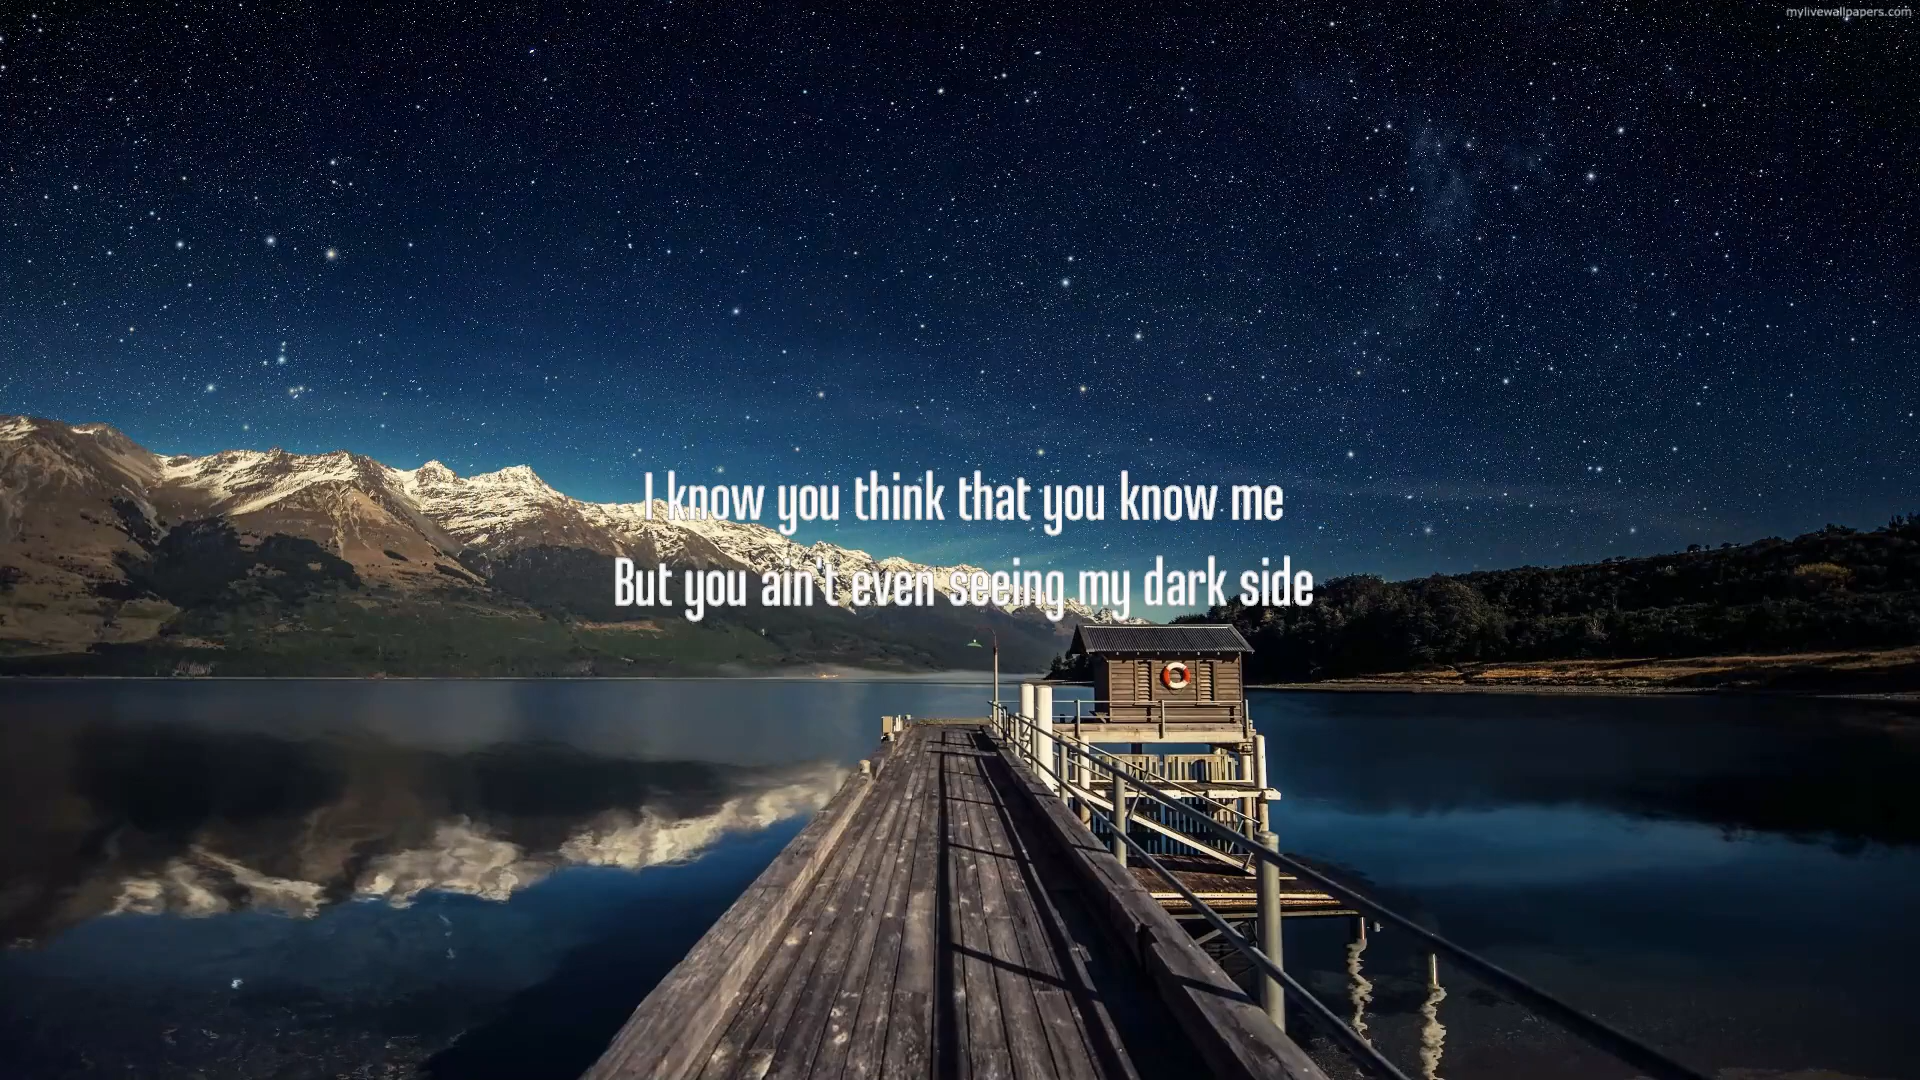 mylivewallpapers.com
I know you think that you know me
But you ain't even seeing my dark side